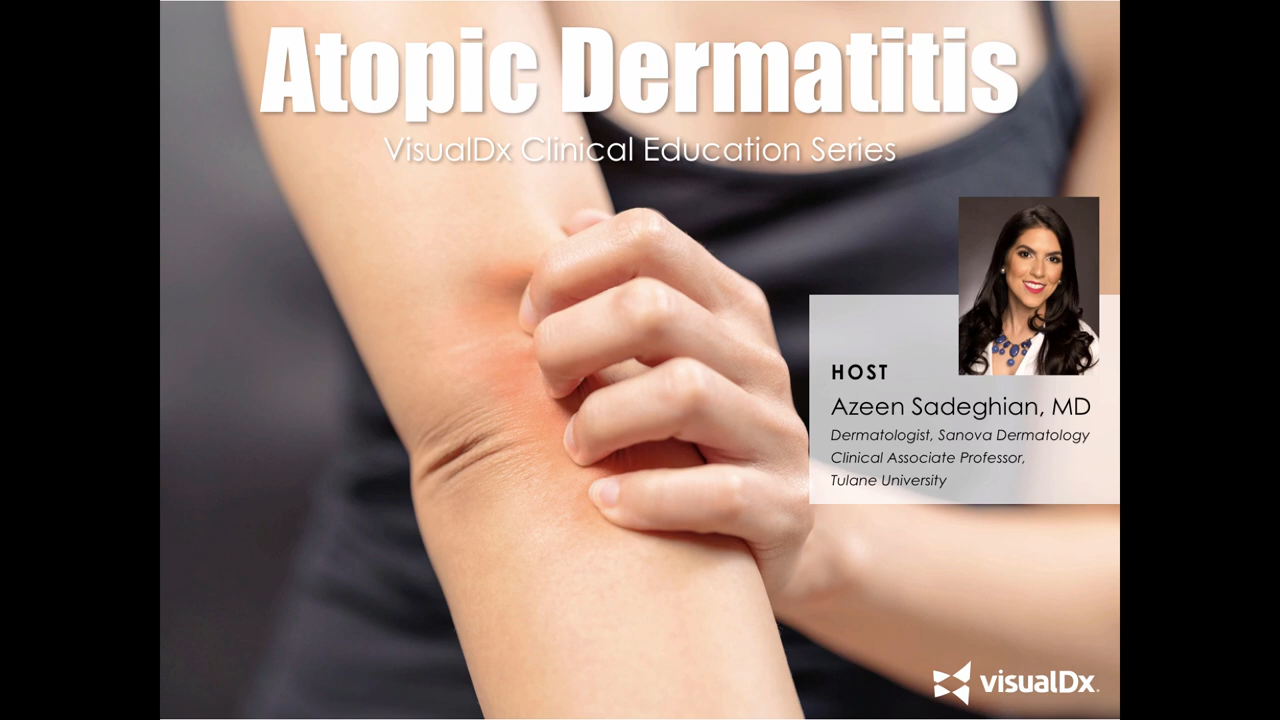 Atopic Dermatitis
VisualDx Clinical Education Series
HOST
Azeen Sadeghian, MD
Dermatologist, Sanova Dermatology
Clinical Associate Professor,
Tulane University
visualDx.